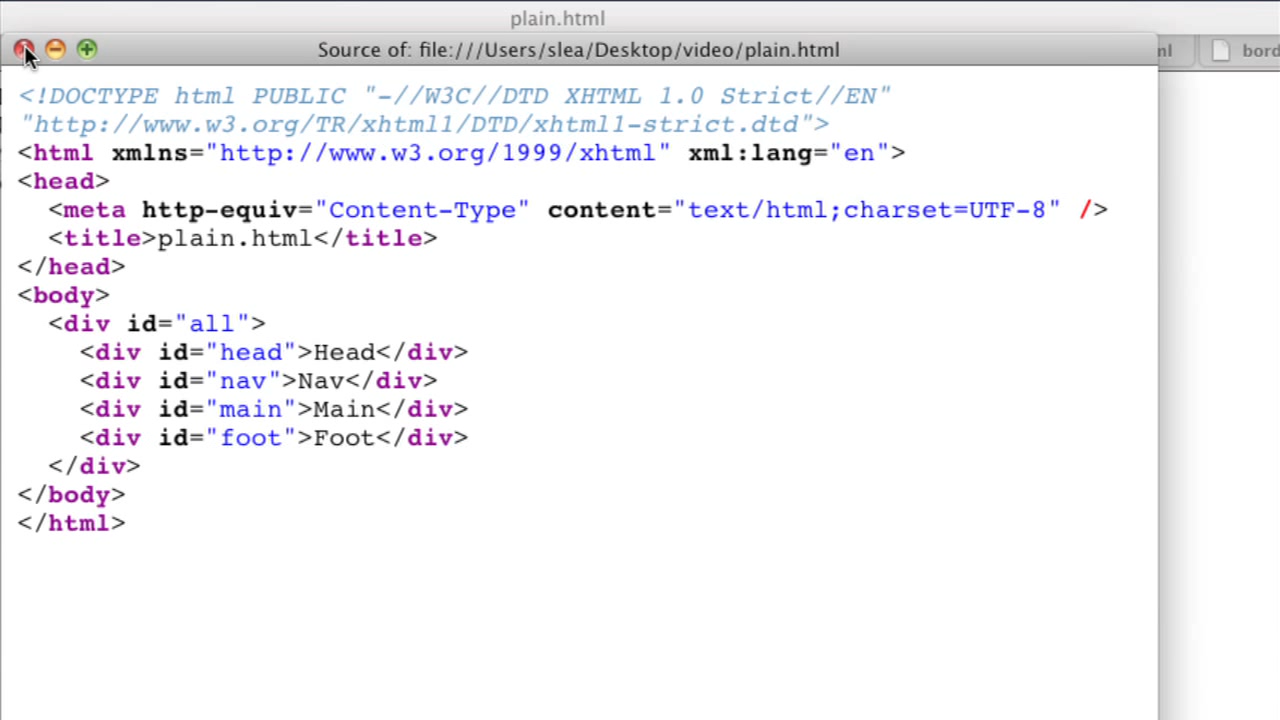 plain.html
Source of: file:///Users/slea/Desktop/video/plain.html
ml
bord
<!DOCTYPE html PUBLIC "-//W3C//DTD XHTML 1.0 Strict//EN"
"http://www.w3.org/TR/xhtml1/DTD/xhtml1-strict.dtd">
<html xmlns="http://www.w3.org/1999/xhtml" xml:lang="en">
<head>
  <meta http-equiv="Content-Type" content="text/html;charset=UTF-8" />
  <title>plain.html</title>
</head>
<body>
  <div id="all">
    <div id="head">Head</div>
    <div id="nav">Nav</div>
    <div id="main">Main</div>
    <div id="foot">Foot</div>
  </div>
</body>
</html>